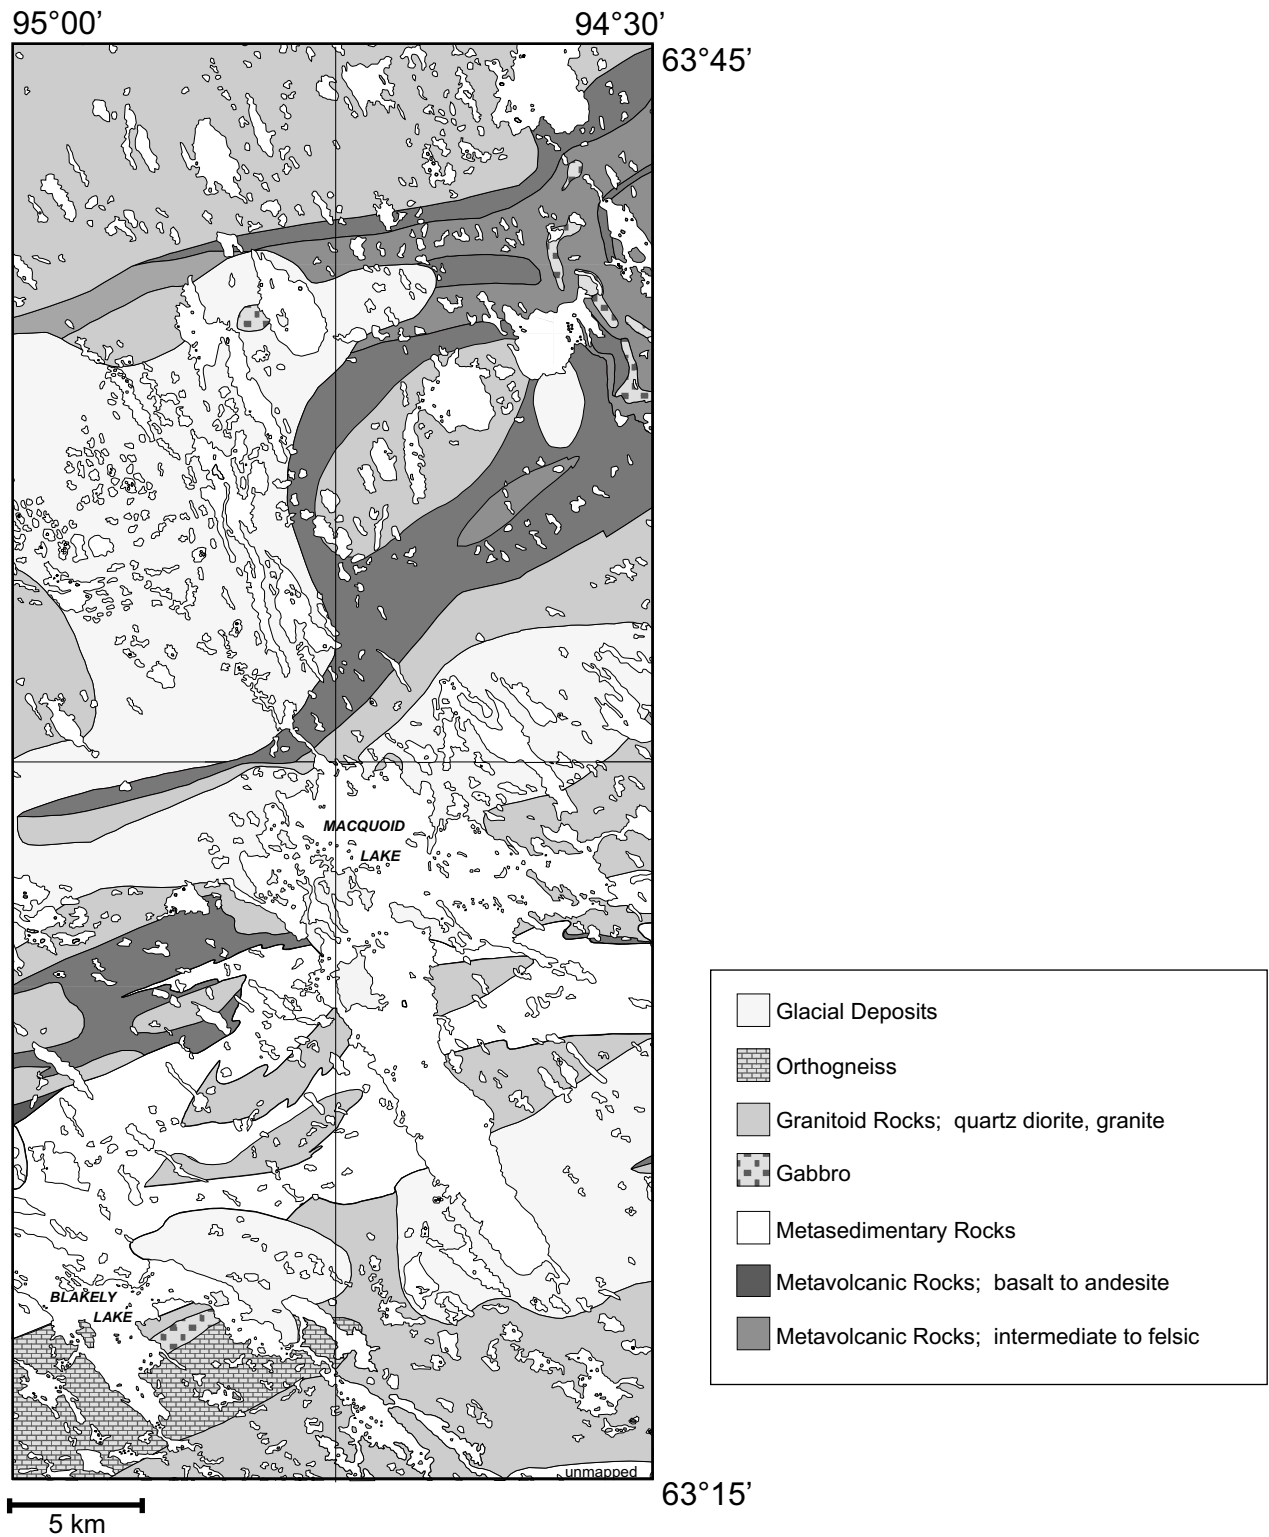 95°00’
94°30’
63°45’
MACQUOID
LAKE
Glacial Deposits
Orthogneiss
Granitoid Rocks;  quartz diorite, granite
Gabbro
Metasedimentary Rocks
Metavolcanic Rocks;  basalt to andesite
Metavolcanic Rocks;  intermediate to felsic
BLAKELY
LAKE
unmapped
63°15’
5 km